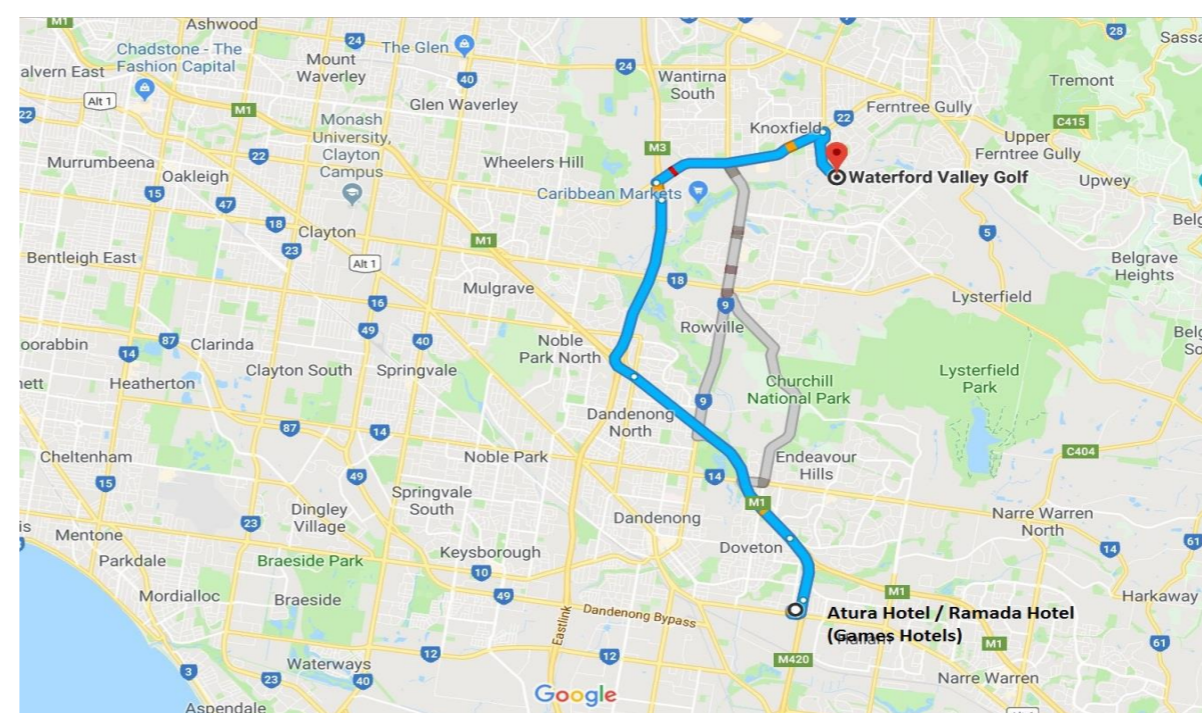 M1
Ashwood
28
Sassa
24
The Glen
Chadstone - The
Fashion Capital
Mount
Waverley
24
Wantirna
South
Tremont
alvern East
40
Alt 1
M1
Glen Waverley
Ferntree Gully
22
Monash
University,
Clayton
Campus
Knoxfield
22
C415
Upper
Ferntree Gully
M3
Murrumbeena
22
Wheelers Hill
Oakleigh
Waterford Valley Golf
Upwey
15
Caribbean Markets
47
18
Clayton
Belg
23
M1
5
Bentleigh East
Alt 1
Belgrave
Heights
18
Mulgrave
16
9
Lysterfield
49
Rowville
oorabbin
87
Clarinda
40
Noble
Park North
Belg
So
14
Clayton South
Springvale
Lysterfield
Park
nett
Heatherton
Churchill
National Park
9
Dandenong
North
87
14
Cheltenham
Noble Park
Endeavour
Hills
C404
15
49
14
Springvale
South
M1
is
Mentone
23
Dingley
Village
Dandenong
Narre Warren
North
61
Parkdale
Braeside Park
Keysborough
Doveton
14
10
Mordialloc
Braeside
49
M1
Harkaway
Eastlink
Dandenong Bypass
Atura Hotel / Ramada Hotel
(Games Hotels)
M1
61
Waterways
12
12
M420
3
23
40
Narre Warren
Google
Aspendale